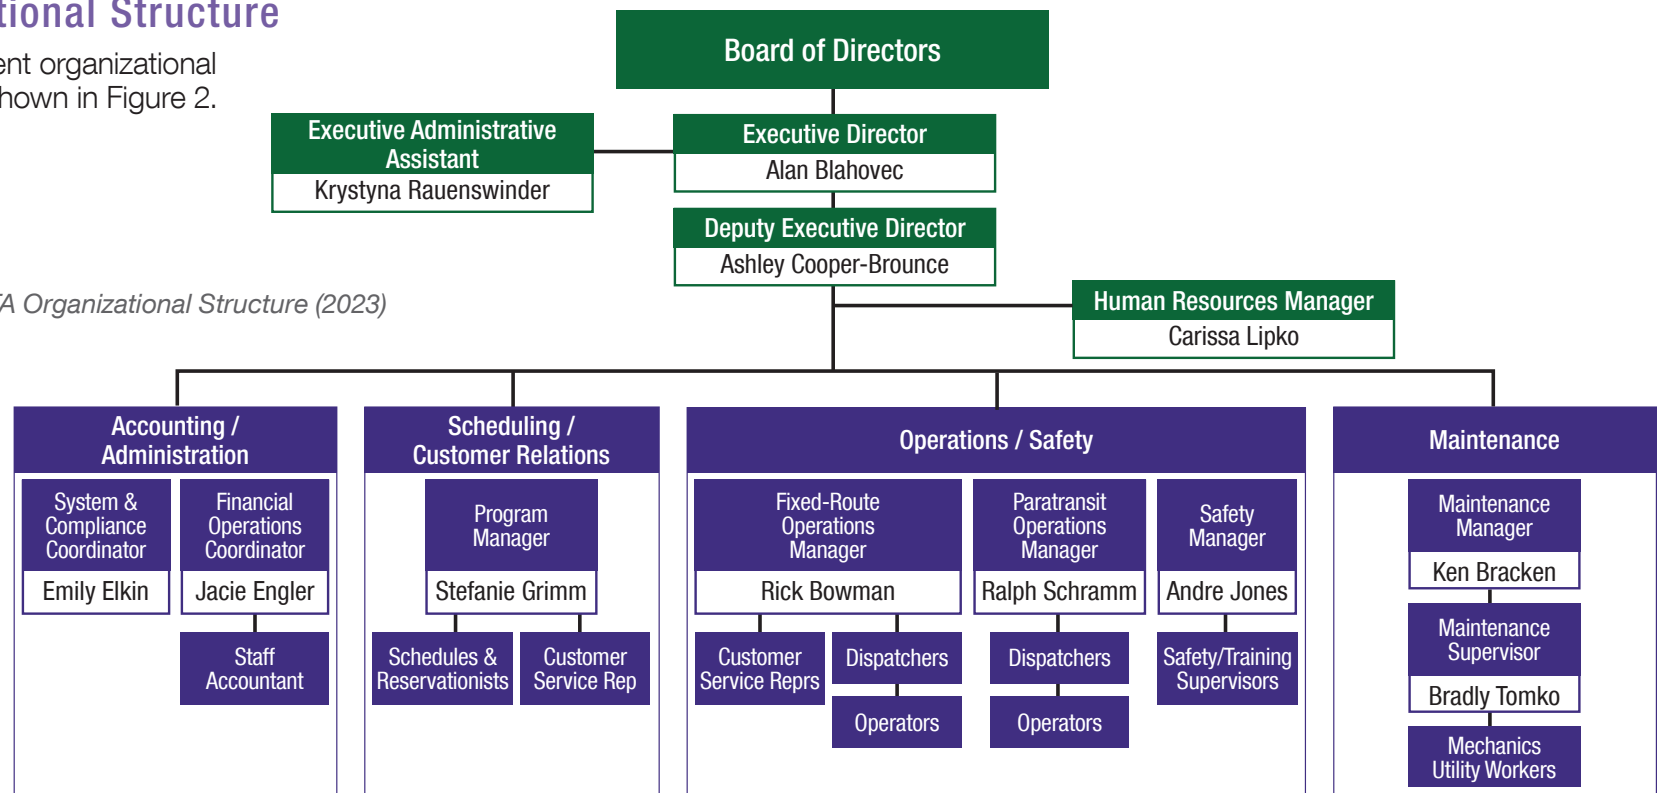 tional Structure
ent organizational
hown in Figure 2.
Board of Directors
Executive Administrative
Assistant
Krystyna Rauenswinder
Executive Director
Alan Blahovec
Deputy Executive Director
Ashley Cooper-Brounce
TA Organizational Structure (2023)
Human Resources Manager
Carissa Lipko
Accounting /
Administration
System &
Compliance
Coordinator
Emily Elkin
Financial
Operations
Coordinator
Jacie Engler
Staff
Accountant
Scheduling /
Customer Relations
Program
Manager
Stefanie Grimm
Schedules &
Reservationists
Customer
Service Rep
Operations / Safety
Fixed-Route
Operations
Manager
Rick Bowman
Customer
Service Reprs
Dispatchers
Operators
Paratransit
Operations
Manager
Ralph Schramm
Dispatchers
Operators
Safety
Manager
Andre Jones
Safety/Training
Supervisors
Maintenance
Maintenance
Manager
Ken Bracken
Maintenance
Supervisor
Bradly Tomko
Mechanics
Utility Workers